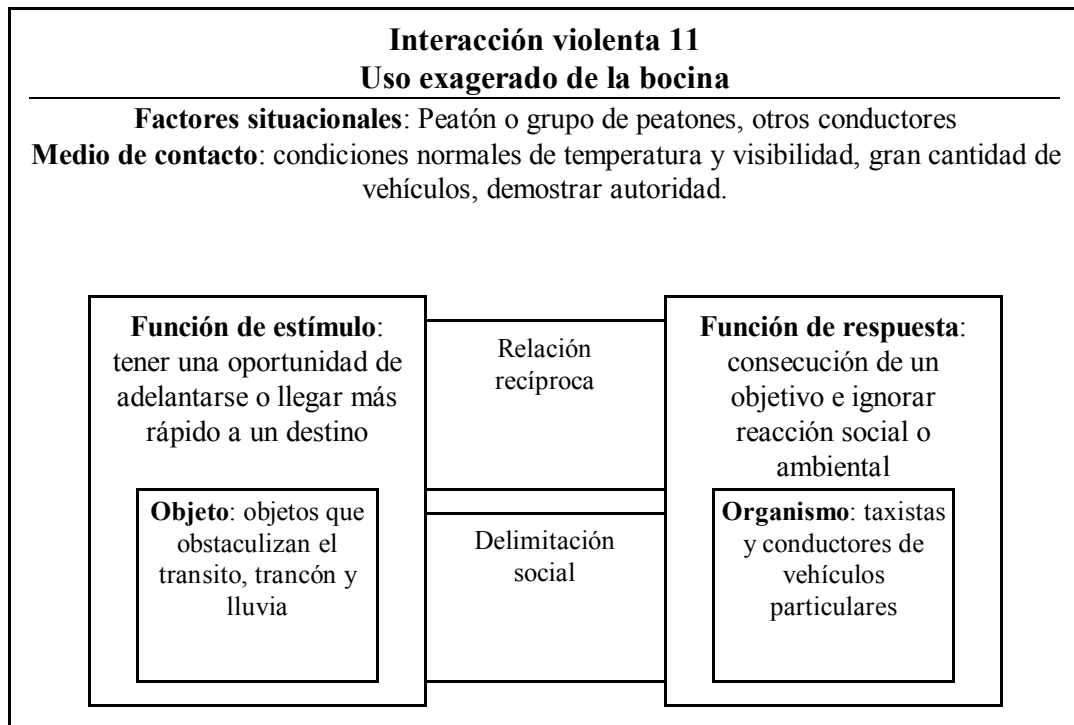 Interacción violenta 11
Uso exagerado de la bocina
Factores situacionales: Peatón o grupo de peatones, otros conductores
Medio de contacto: condiciones normales de temperatura y visibilidad, gran cantidad de
vehículos, demostrar autoridad.
Función de estímulo:
tener una oportunidad de
adelantarse o llegar más
rápido a un destino
Objeto: objetos que
obstaculizan el
transito, trancón y
lluvia
Relación
recíproca
Delimitación
social
Función de respuesta:
consecución de un
objetivo e ignorar
reacción social o
ambiental
Organismo: taxistas
y conductores de
vehículos
particulares